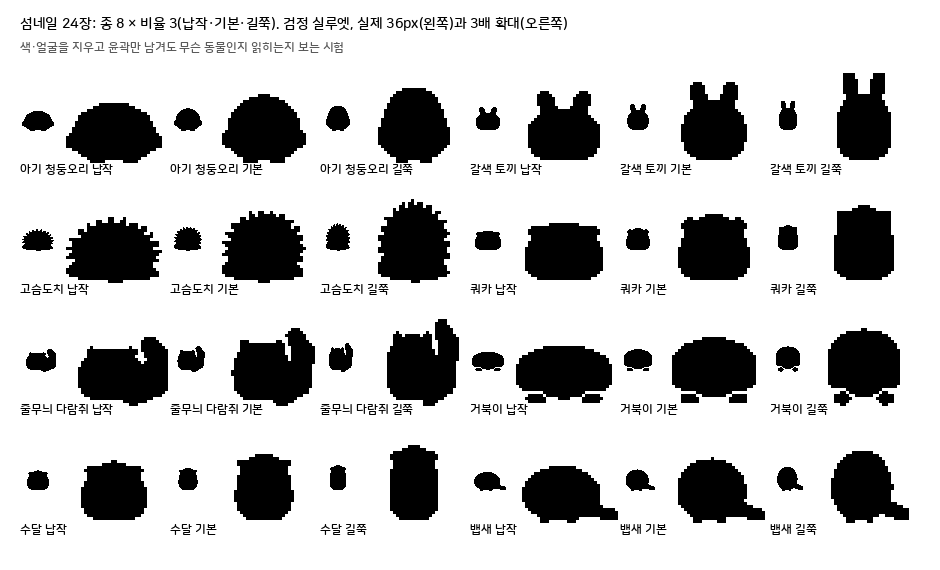 섬네일 24장: 종 8 × 비율 3(납작·기본·길쭉). 검정 실루엣, 실제 36px(왼쪽)과 3배 확대(오른쪽)
색·얼굴을 지우고 윤곽만 남겨도 무슨 동물인지 읽히는지 보는 시험
아기 청둥오리 납작 아기 청둥오리 기본 아기 청둥오리 길쭉 갈색 토끼 납작 갈색 토끼 기본 갈색 토끼 길쭉
고슴도치 납작 고슴도치 기본 고슴도치 길쭉 쿼카 납작 쿼카 기본 쿼카 길쭉
줄무늬 다람쥐 납작 줄무늬 다람쥐 기본 줄무늬 다람쥐 길쭉 거북이 납작 거북이 기본 거북이 길쭉
수달 납작 수달 기본 수달 길쭉 뱁새 납작 뱁새 기본 뱁새 길쭉